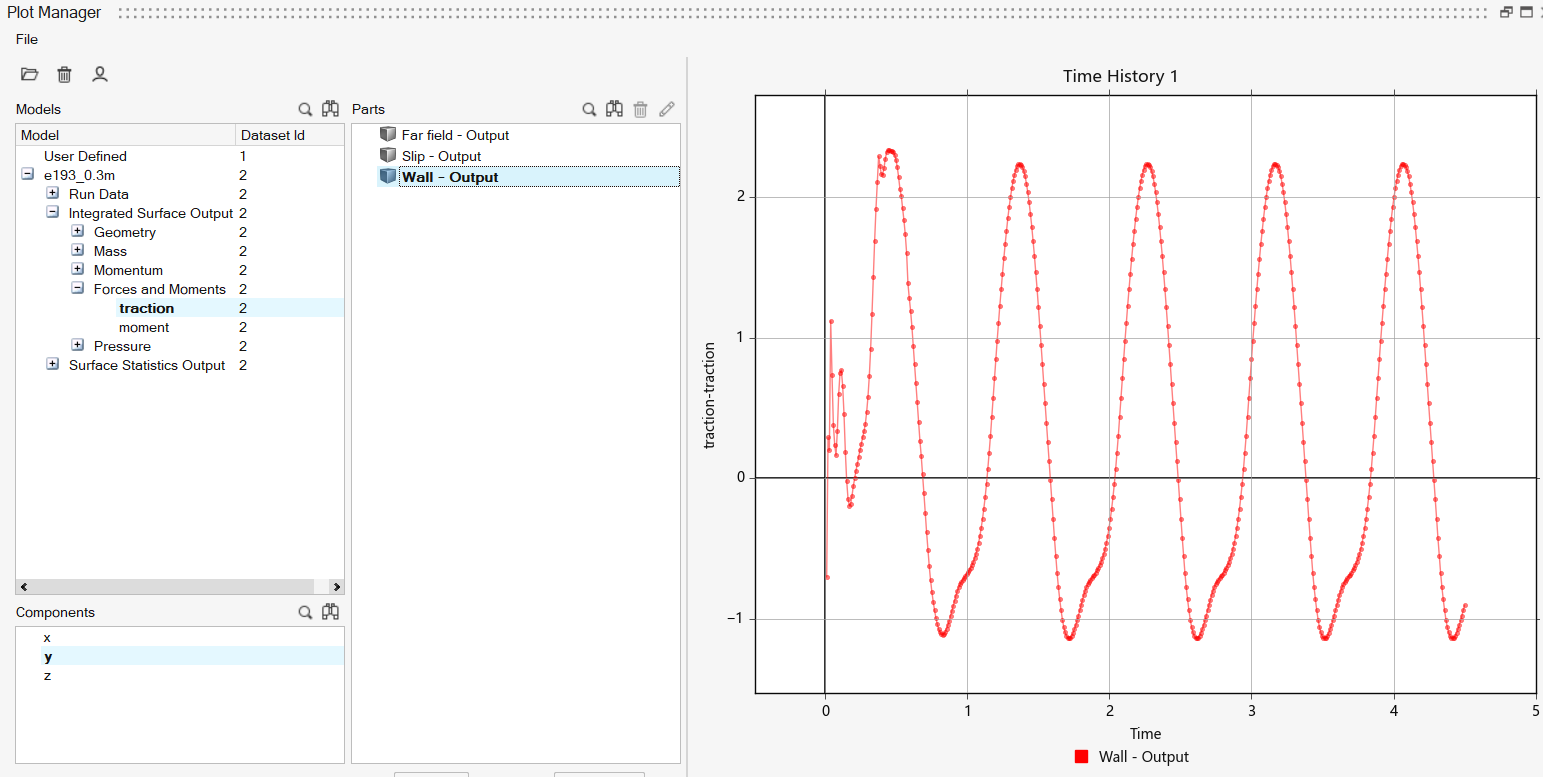 Plot Manager
File
Models
Model Dataset Id
User Defined 1
e193_0.3m 2
Run Data 2
Integrated Surface Output 2
Geometry 2
Mass 2
Momentum 2
Forces and Moments 2
traction 2
moment 2
Pressure 2
Surface Statistics Output 2
Components
x
y
z
Parts
Far field - Output
Slip - Output
Wall - Output
Time History 1
traction-traction
2
1
0
−1
0 1 2 3 4 5
Time
Wall - Output